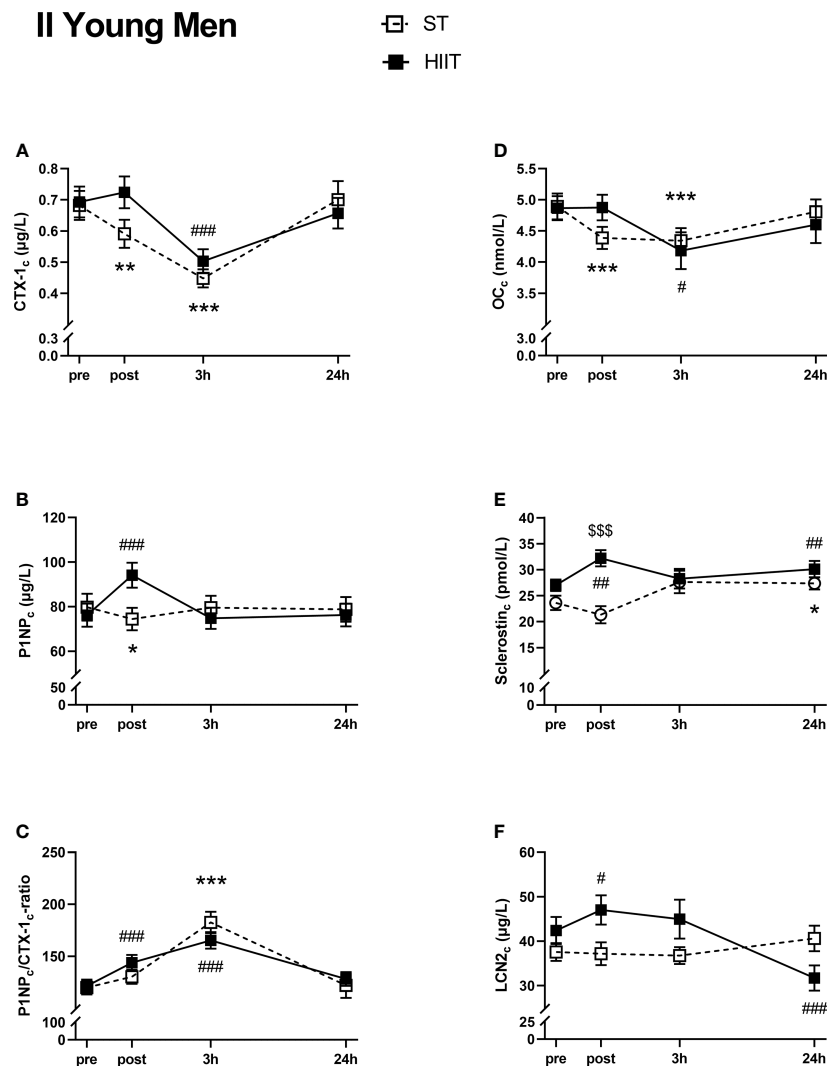 II Young Men
ST
HIIT
A
CTX-1c (µg/L)
0.8
0.7
0.6
0.5
0.4
0.3
0.0
###
**
***
pre post 3h 24h
D
OCc (nmol/L)
5.5
5.0
4.5
4.0
3.5
3.0
0.0
***
***
#
pre post 3h 24h
B
P1NPc (µg/L)
120
100
80
60
50
0
###
*
pre post 3h 24h
E
Sclerostinc (pmol/L)
40
35
30
25
20
15
10
0
$$$
##
##
*
pre post 3h 24h
C
P1NPc/CTX-1c-ratio
250
200
150
100
0
***
###
###
pre post 3h 24h
F
LCN2c (µg/L)
60
50
40
30
25
0
#
###
pre post 3h 24h